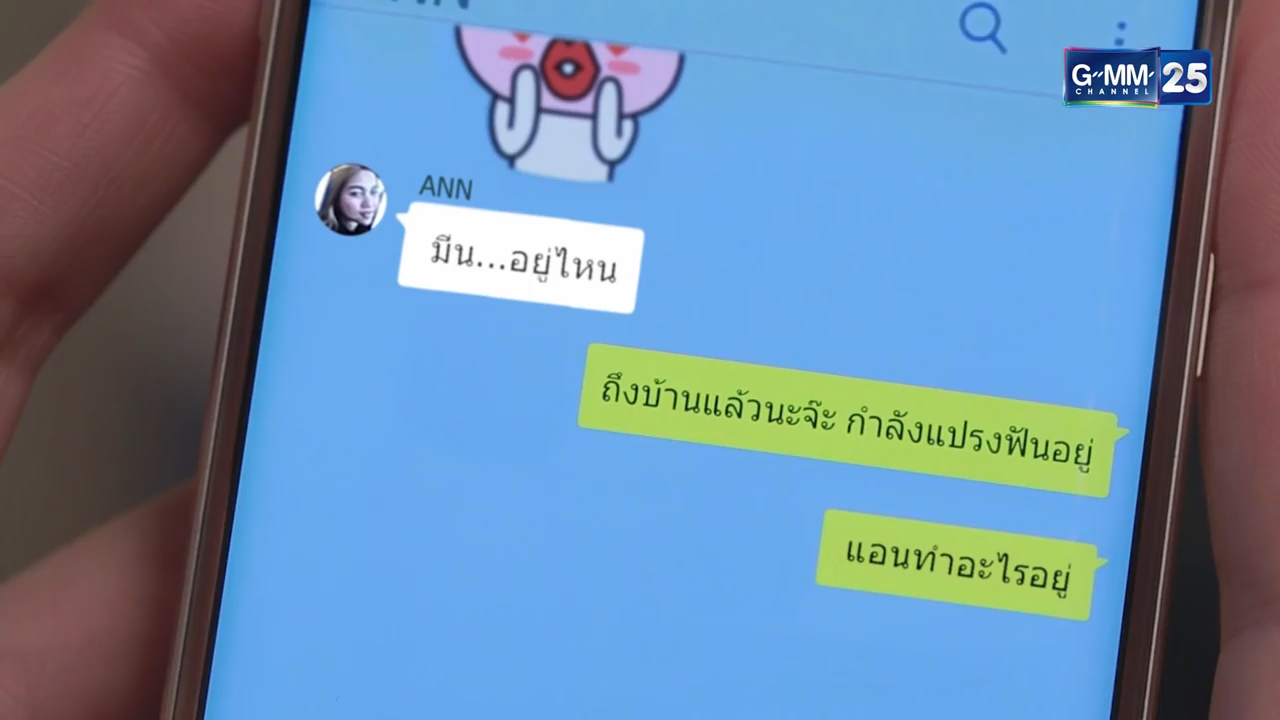 G-MM 25
CHANNEL
ANN
มีน...อยู่ไหน
ถึงบ้านแล้วนะจ๊ะ กำลังแปรงฟันอยู่
แอนทำอะไรอยู่